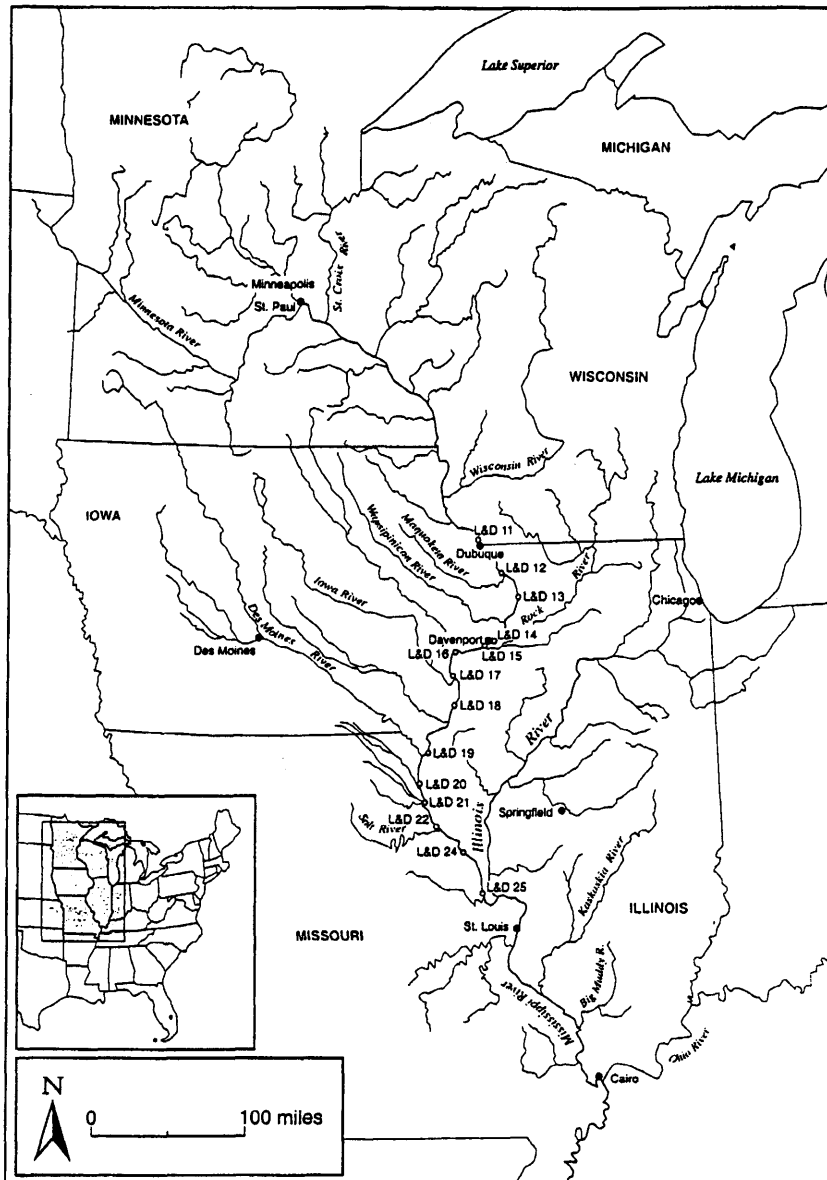 Lake Superior
MINNESOTA
MICHIGAN
St. Croix River
Minneapolis
St. Paul
Minnesota River
WISCONSIN
Wisconsin River
Lake Michigan
IOWA
L&D 11
Dubuque
Maquoketa River
Wapsipinicon River
L&D 12
Iowa River
L&D 13
Rock River
Chicago
Des Moines River
Des Moines
Davenport
L&D 14
L&D 15
L&D 16
L&D 17
L&D 18
Illinois River
L&D 19
L&D 20
L&D 21
L&D 22
Springfield
Salt River
L&D 24
Kaskaskia River
L&D 25
ILLINOIS
MISSOURI
St. Louis
Big Muddy R.
Mississippi River
Ohio River
Cairo
N
0 100 miles